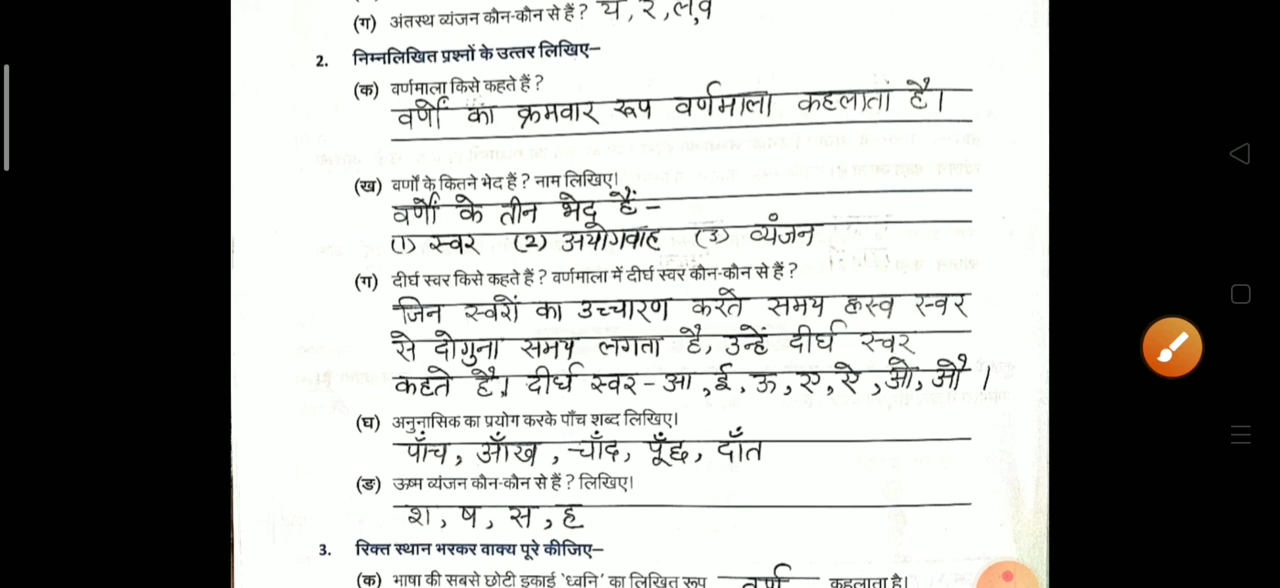 (ग) अंतस्थ व्यंजन कौन-कौन से हैं? य, र, ल, व
2. निम्नलिखित प्रश्नों के उत्तर लिखिए–
(क) वर्णमाला किसे कहते हैं?
वर्णों का क्रमवार रूप वर्णमाला कहलाता है।
(ख) वर्णों के कितने भेद हैं? नाम लिखिए।
वर्णों के तीन भेद हैं –
(1) स्वर (2) अयोगवाह (3) व्यंजन
(ग) दीर्घ स्वर किसे कहते हैं? वर्णमाला में दीर्घ स्वर कौन-कौन से हैं?
जिन स्वरों का उच्चारण करते समय ह्रस्व स्वर
से दोगुना समय लगता है, उन्हें दीर्घ स्वर
कहते हैं। दीर्घ स्वर – आ, ई, ऊ, ए, ऐ, ओ, औ।
(घ) अनुनासिक का प्रयोग करके पाँच शब्द लिखिए।
पाँच, आँख, चाँद, पूँछ, दाँत
(ङ) ऊष्म व्यंजन कौन-कौन से हैं? लिखिए।
श, ष, स, ह
3. रिक्त स्थान भरकर वाक्य पूरे कीजिए–
(क) भाषा की सबसे छोटी इकाई 'ध्वनि' का लिखित रूप वर्ण कहलाता है।